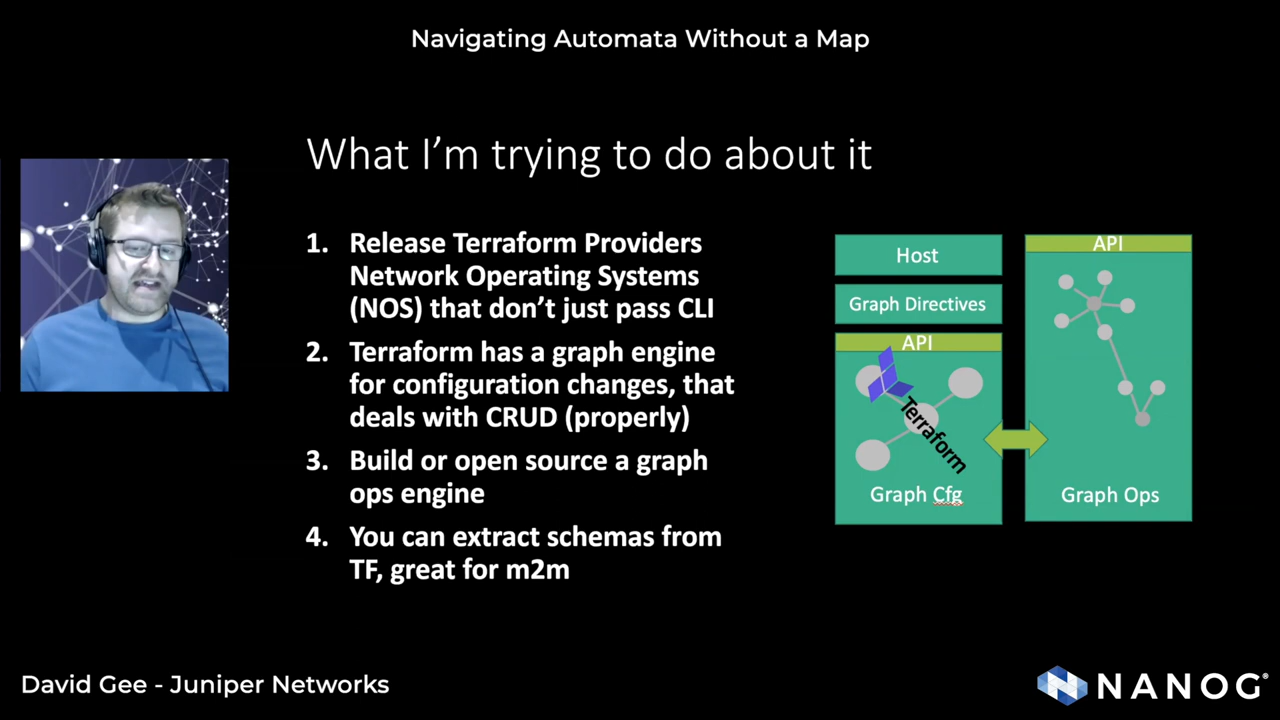 Navigating Automata Without a Map
What I'm trying to do about it
1. Release Terraform Providers
Network Operating Systems
(NOS) that don't just pass CLI
2. Terraform has a graph engine
for configuration changes, that
deals with CRUD (properly)
3. Build or open source a graph
ops engine
4. You can extract schemas from
TF, great for m2m
Host
Graph Directives
API
Terraform
Graph Cfg
API
Graph Ops
David Gee - Juniper Networks
NANOG®